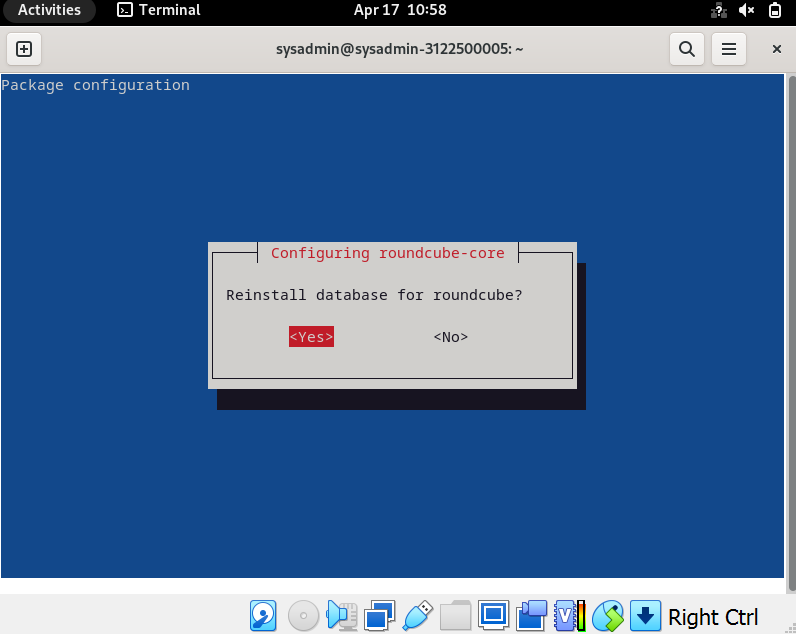 Activities
Terminal
Apr 17 10:58
sysadmin@sysadmin-3122500005: ~
Package configuration
Configuring roundcube-core
Reinstall database for roundcube?
<Yes> <No>
Right Ctrl